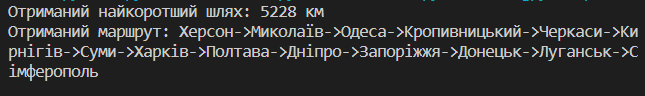 Отриманий найкоротший шлях: 5228 км
Отриманий маршрут: Херсон->Миколаїв->Одеса->Кропивницький->Черкаси->Ки
рнігів->Суми->Харків->Полтава->Дніпро->Запоріжжя->Донецьк->Луганськ->С
імферополь